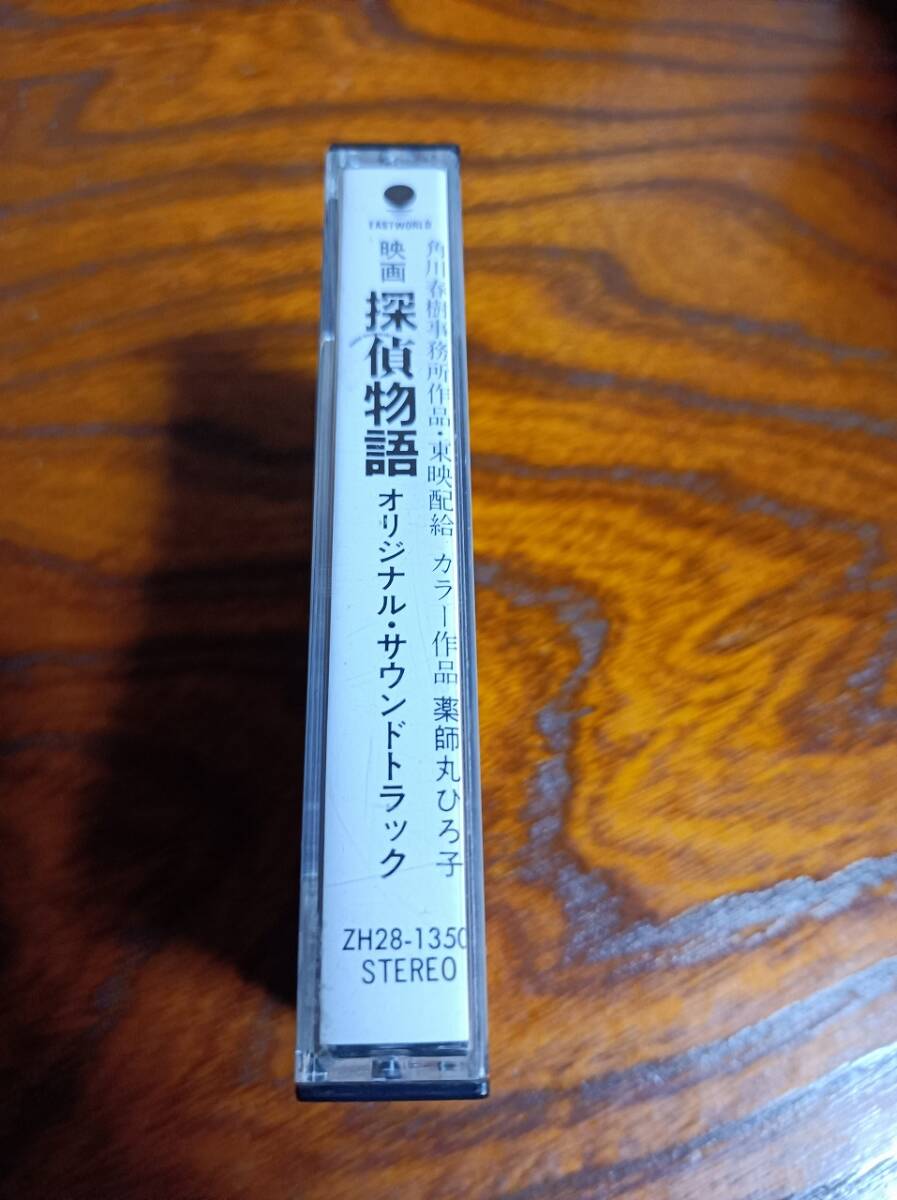 EASTWORLD
角川春樹事務所作品・東映配給 カラー作品 薬師丸ひろ子
映画 探偵物語 オリジナル・サウンドトラック
ZH28-1350
STEREO